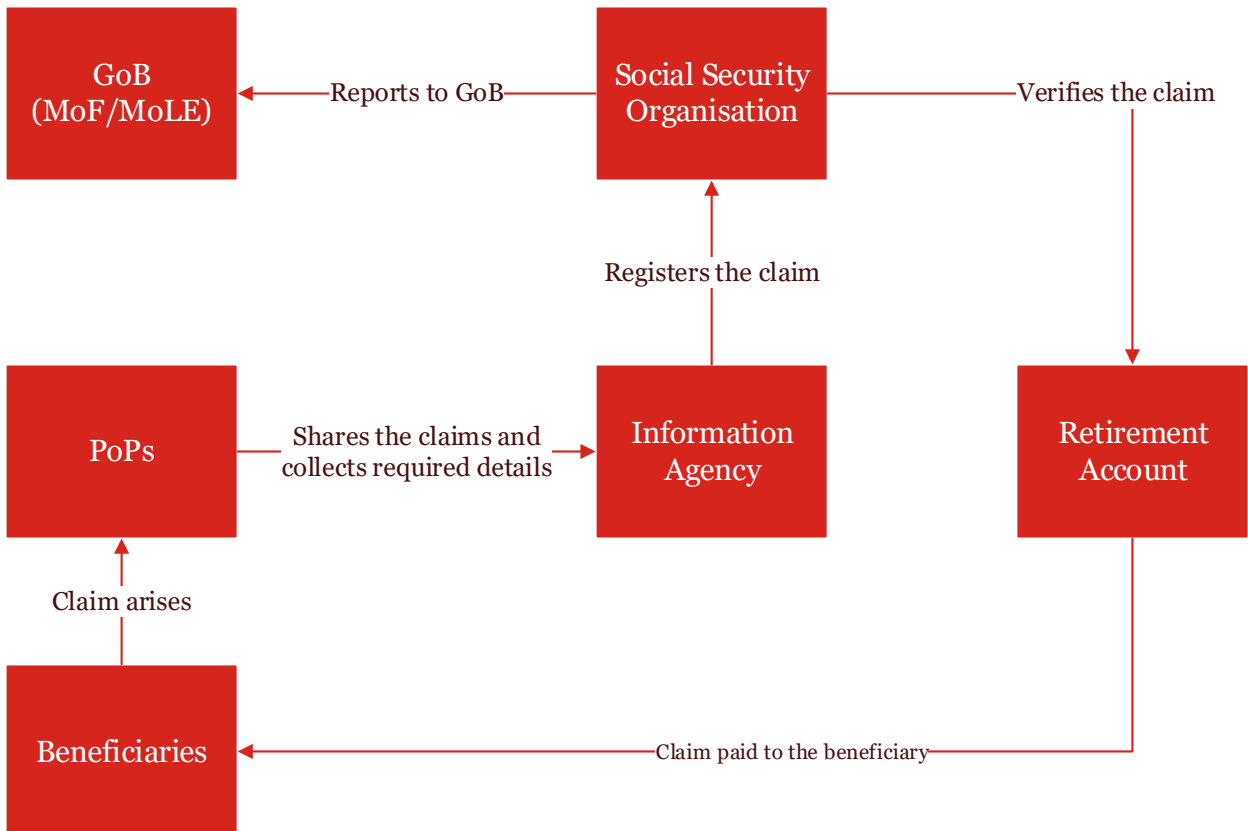 GoB
(MoF/MoLE)
Reports to GoB
Social Security
Organisation
Verifies the claim
Registers the claim
PoPs
Shares the claims and
collects required details
Information
Agency
Retirement
Account
Claim arises
Beneficiaries
Claim paid to the beneficiary